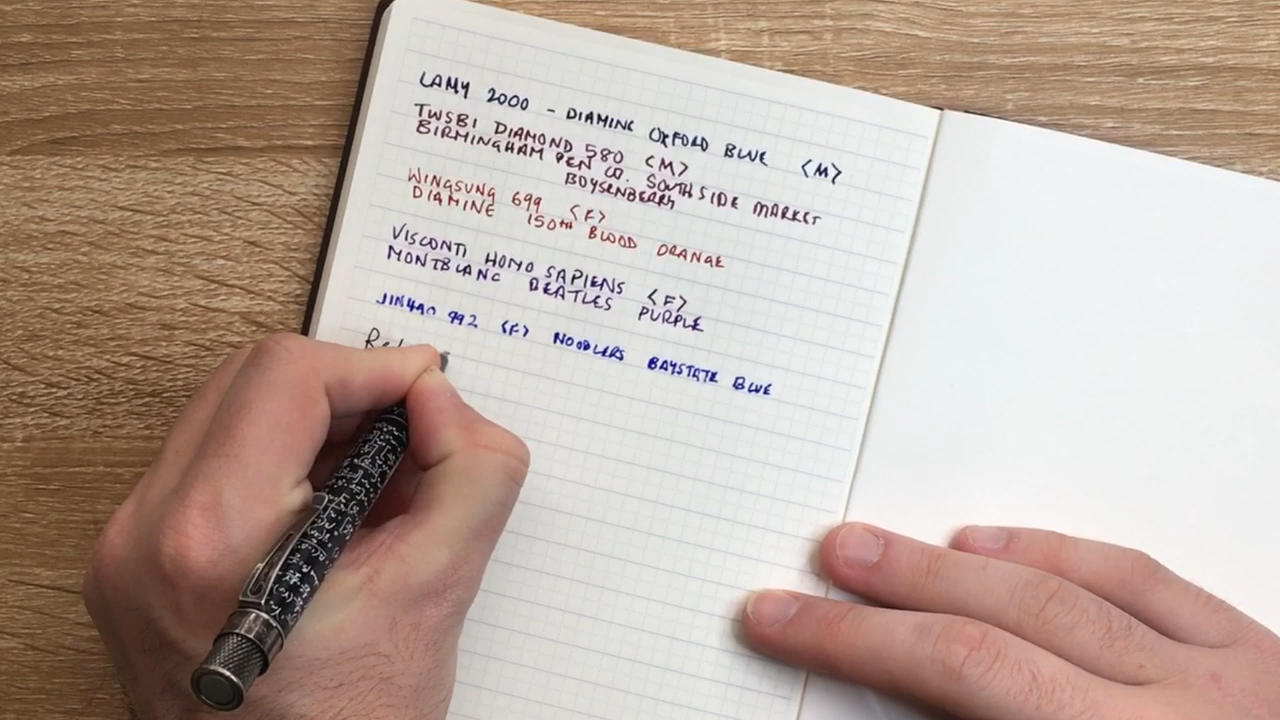 LAMY 2000 - DIAMINE OXFORD BLUE <M>
TWSBI DIAMOND 580 <M>
BIRMINGHAM PEN CO. SOUTHSIDE MARKET
BOYSENBERRY
WINGSUNG 699 <F>
DIAMINE 150TH BLOOD ORANGE
VISCONTI HOMO SAPIENS <F>
MONTBLANC BEATLES PURPLE
JINHAO 992 <F> NOODLERS BAYSTATE BLUE